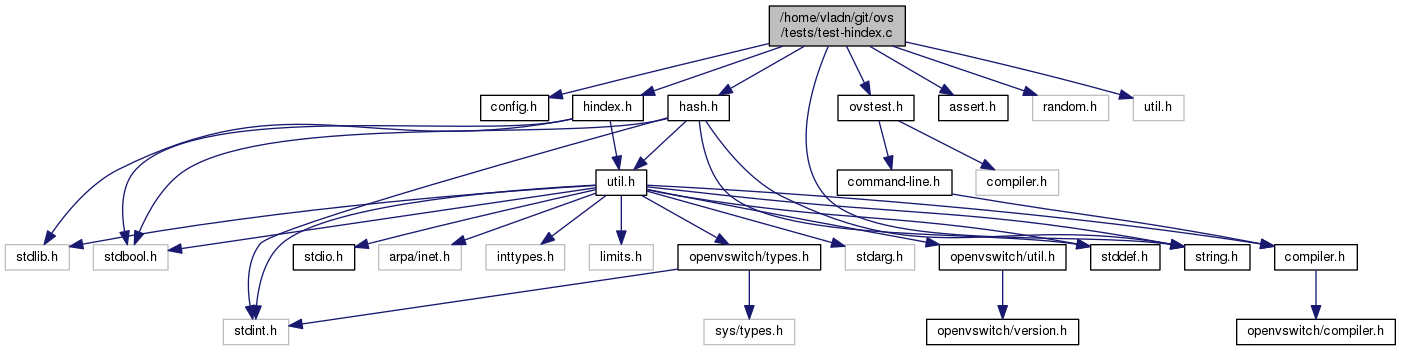 /home/vladn/git/ovs
/tests/test-hindex.c
config.h
hindex.h
hash.h
ovstest.h
assert.h
random.h
util.h
util.h
command-line.h
compiler.h
stdlib.h
stdbool.h
stdio.h
arpa/inet.h
inttypes.h
limits.h
openvswitch/types.h
stdarg.h
openvswitch/util.h
stddef.h
string.h
compiler.h
stdint.h
sys/types.h
openvswitch/version.h
openvswitch/compiler.h